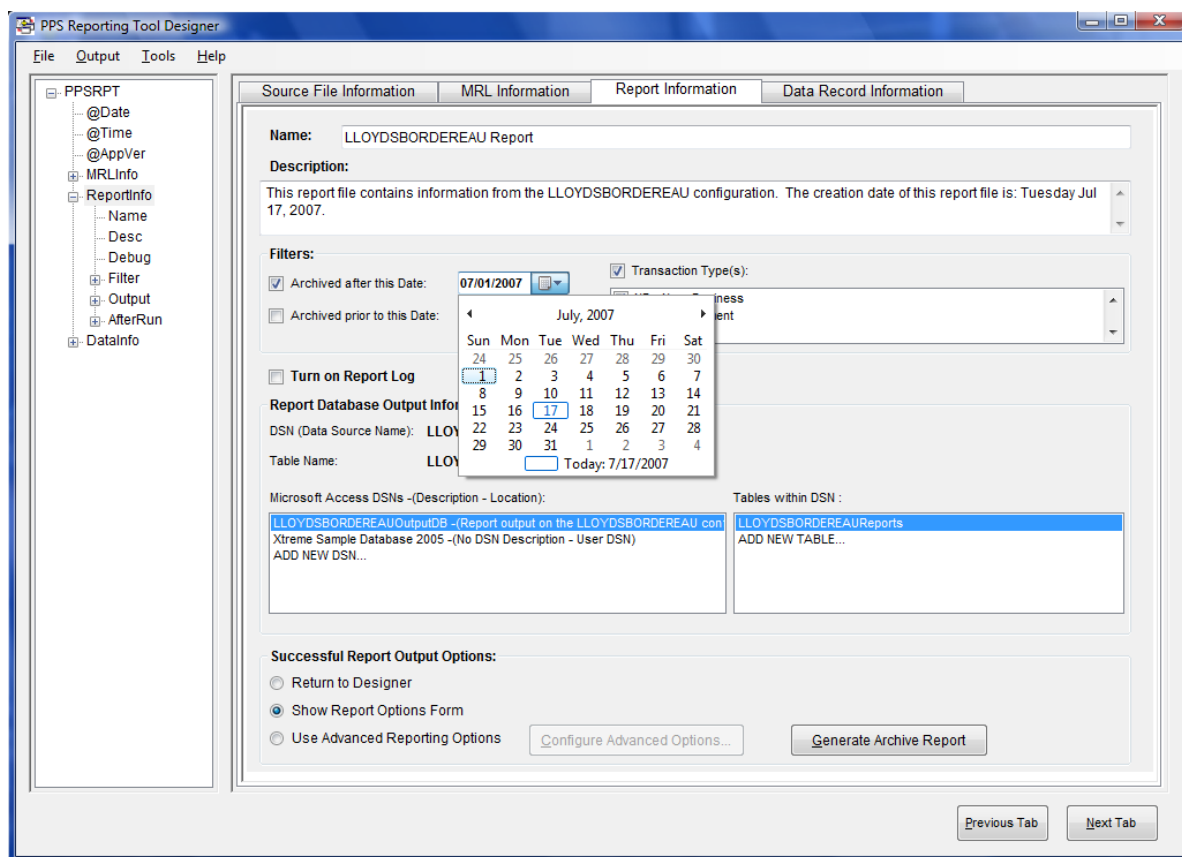 PPS Reporting Tool Designer
File Output Tools Help
PPSRPT
@Date
@Time
@AppVer
MRLInfo
ReportInfo
Name
Desc
Debug
Filter
Output
AfterRun
DataInfo
Source File Information MRL Information Report Information Data Record Information
Name: LLOYDSBORDEREAU Report
Description:
This report file contains information from the LLOYDSBORDEREAU configuration. The creation date of this report file is: Tuesday Jul
17, 2007.
Filters:
Archived after this Date: 07/01/2007 Transaction Type(s):
Archived prior to this Date:
July, 2007
Sun Mon Tue Wed Thu Fri Sat
24 25 26 27 28 29 30
1 2 3 4 5 6 7
8 9 10 11 12 13 14
15 16 17 18 19 20 21
22 23 24 25 26 27 28
29 30 31 1 2 3 4
Today: 7/17/2007
Turn on Report Log
Report Database Output Infor
DSN (Data Source Name): LLOY
Table Name: LLOY
Microsoft Access DSNs -(Description - Location): Tables within DSN :
LLOYDSBORDEREAUOutputDB -(Report output on the LLOYDSBORDEREAU con LLOYDSBORDEREAUReports
Xtreme Sample Database 2005 -(No DSN Description - User DSN) ADD NEW TABLE...
ADD NEW DSN...
Successful Report Output Options:
Return to Designer
Show Report Options Form
Use Advanced Reporting Options Configure Advanced Options... Generate Archive Report
Previous Tab Next Tab